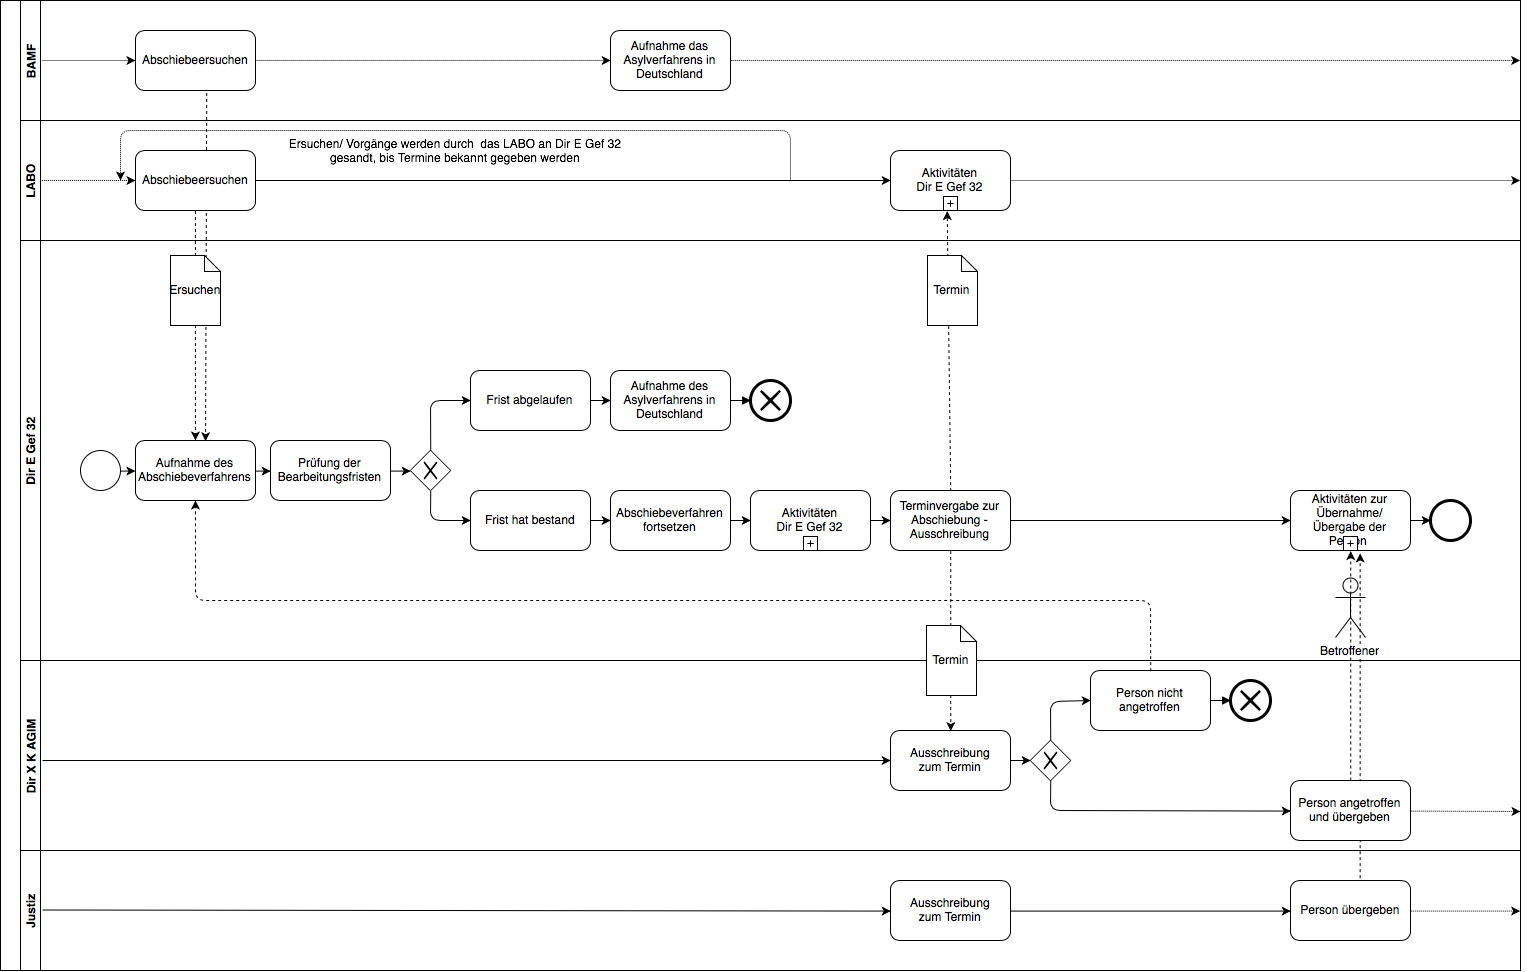 BAMF
Abschiebeersuchen
Aufnahme das
Asylverfahrens in
Deutschland
LABO
Ersuchen/ Vorgänge werden durch das LABO an Dir E Gef 32
gesandt, bis Termine bekannt gegeben werden
Abschiebeersuchen
Aktivitäten
Dir E Gef 32
Dir E Gef 32
Ersuchen
Termin
Frist abgelaufen
Aufnahme des
Asylverfahrens in
Deutschland
Aufnahme des
Abschiebeverfahrens
Prüfung der
Bearbeitungsfristen
X
Frist hat bestand
Abschiebeverfahren
fortsetzen
Aktivitäten
Dir E Gef 32
Terminvergabe zur
Abschiebung -
Ausschreibung
Aktivitäten zur
Übernahme/
Übergabe der
Person
Betroffener
Termin
Dir X K AGIM
Person nicht
angetroffen
Ausschreibung
zum Termin
X
Person angetroffen
und übergeben
Justiz
Ausschreibung
zum Termin
Person übergeben